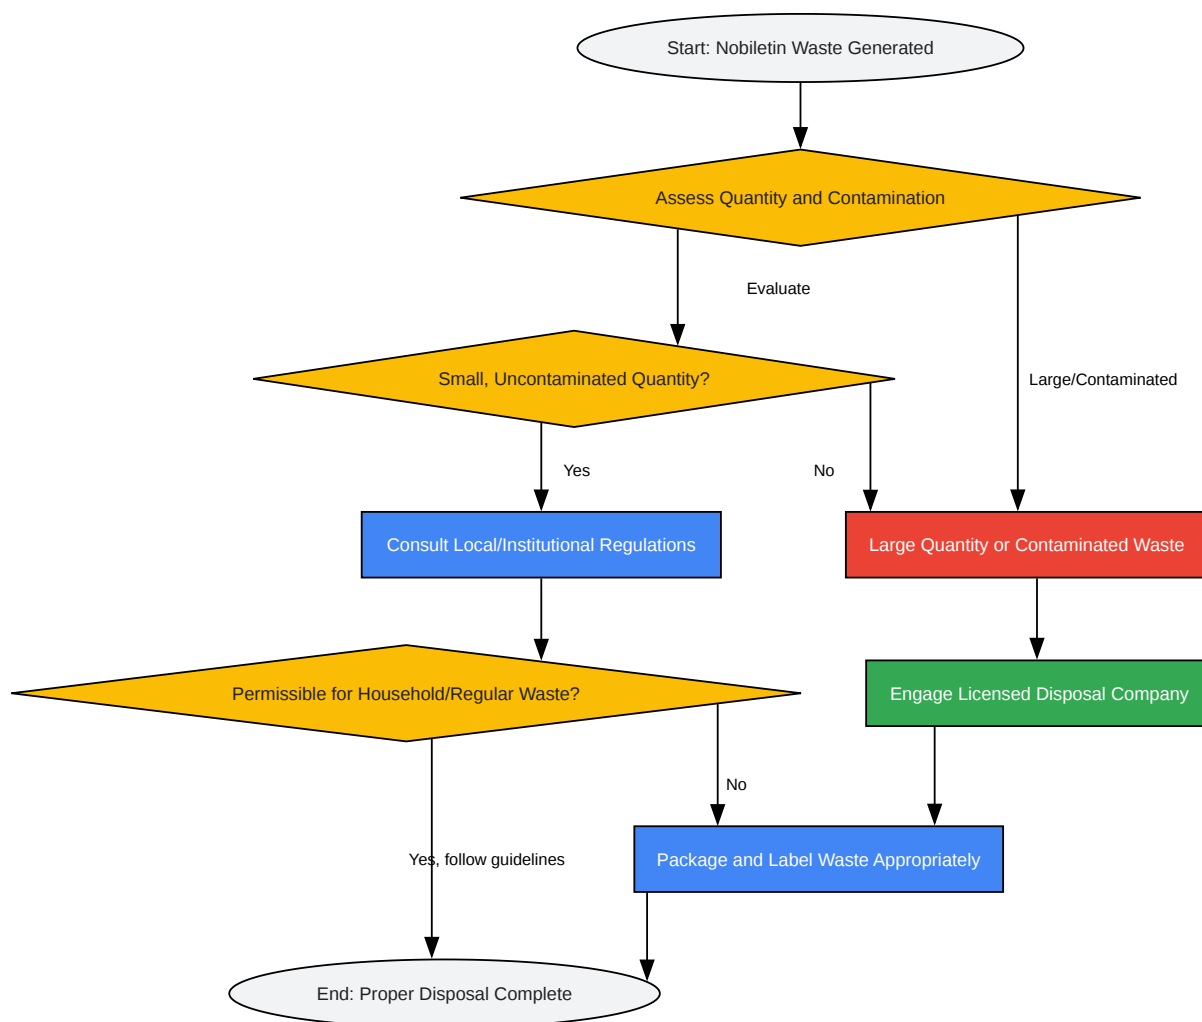 Start: Nobiletin Waste Generated
Assess Quantity and Contamination
Evaluate
Small, Uncontaminated Quantity?
Large/Contaminated
Yes
No
Consult Local/Institutional Regulations
Large Quantity or Contaminated Waste
Permissible for Household/Regular Waste?
Engage Licensed Disposal Company
No
Yes, follow guidelines
Package and Label Waste Appropriately
End: Proper Disposal Complete